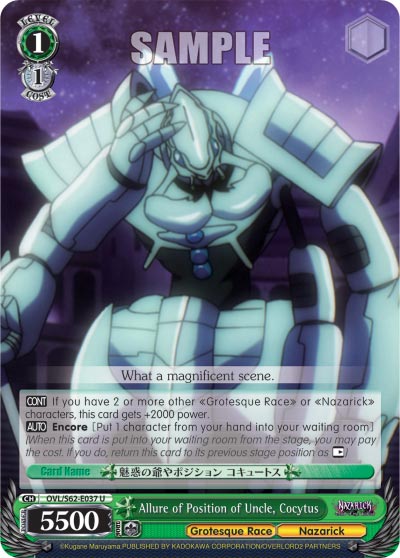 LEVEL
1
1
COST
SAMPLE
What a magnificent scene.
CONT If you have 2 or more other «Grotesque Race» or «Nazarick»
characters, this card gets +2000 power.
AUTO Encore [Put 1 character from your hand into your waiting room]
(When this card is put into your waiting room from the stage, you may pay
the cost. If you do, return it to its previous stage position as
Card Name
魅惑の爺やポジション コキュートス
CH OVL/S62-E037 U
Allure of Position of Uncle, Cocytus
NAZARICK
5500
Grotesque Race
Nazarick
©Kugane Maruyama,PUBLISHED BY KADOKAWA CORPORATION/OVERLORD2 PARTNERS